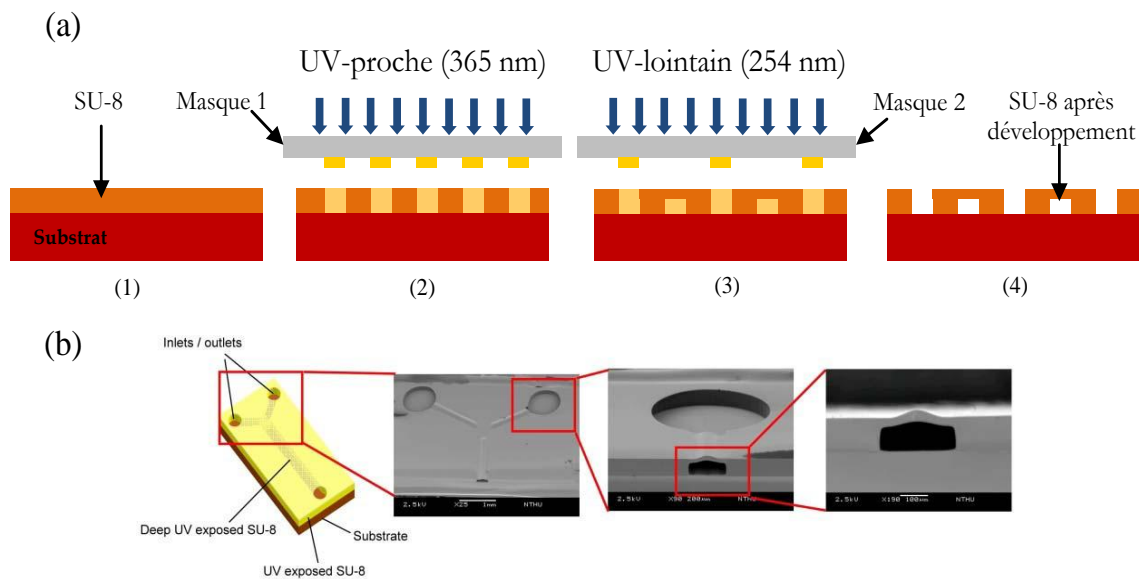 (a)
UV-proche (365 nm)
UV-lointain (254 nm)
SU-8
Masque 1
Masque 2
SU-8 après
développement
Substrat
(1)
(2)
(3)
(4)
(b)
Inlets / outlets
Deep UV exposed SU-8
Substrate
UV exposed SU-8
2.5kV X25 1mm NTHU
2.5kV X90 200mm NTHU
2.5kV X190 100mm NTHU